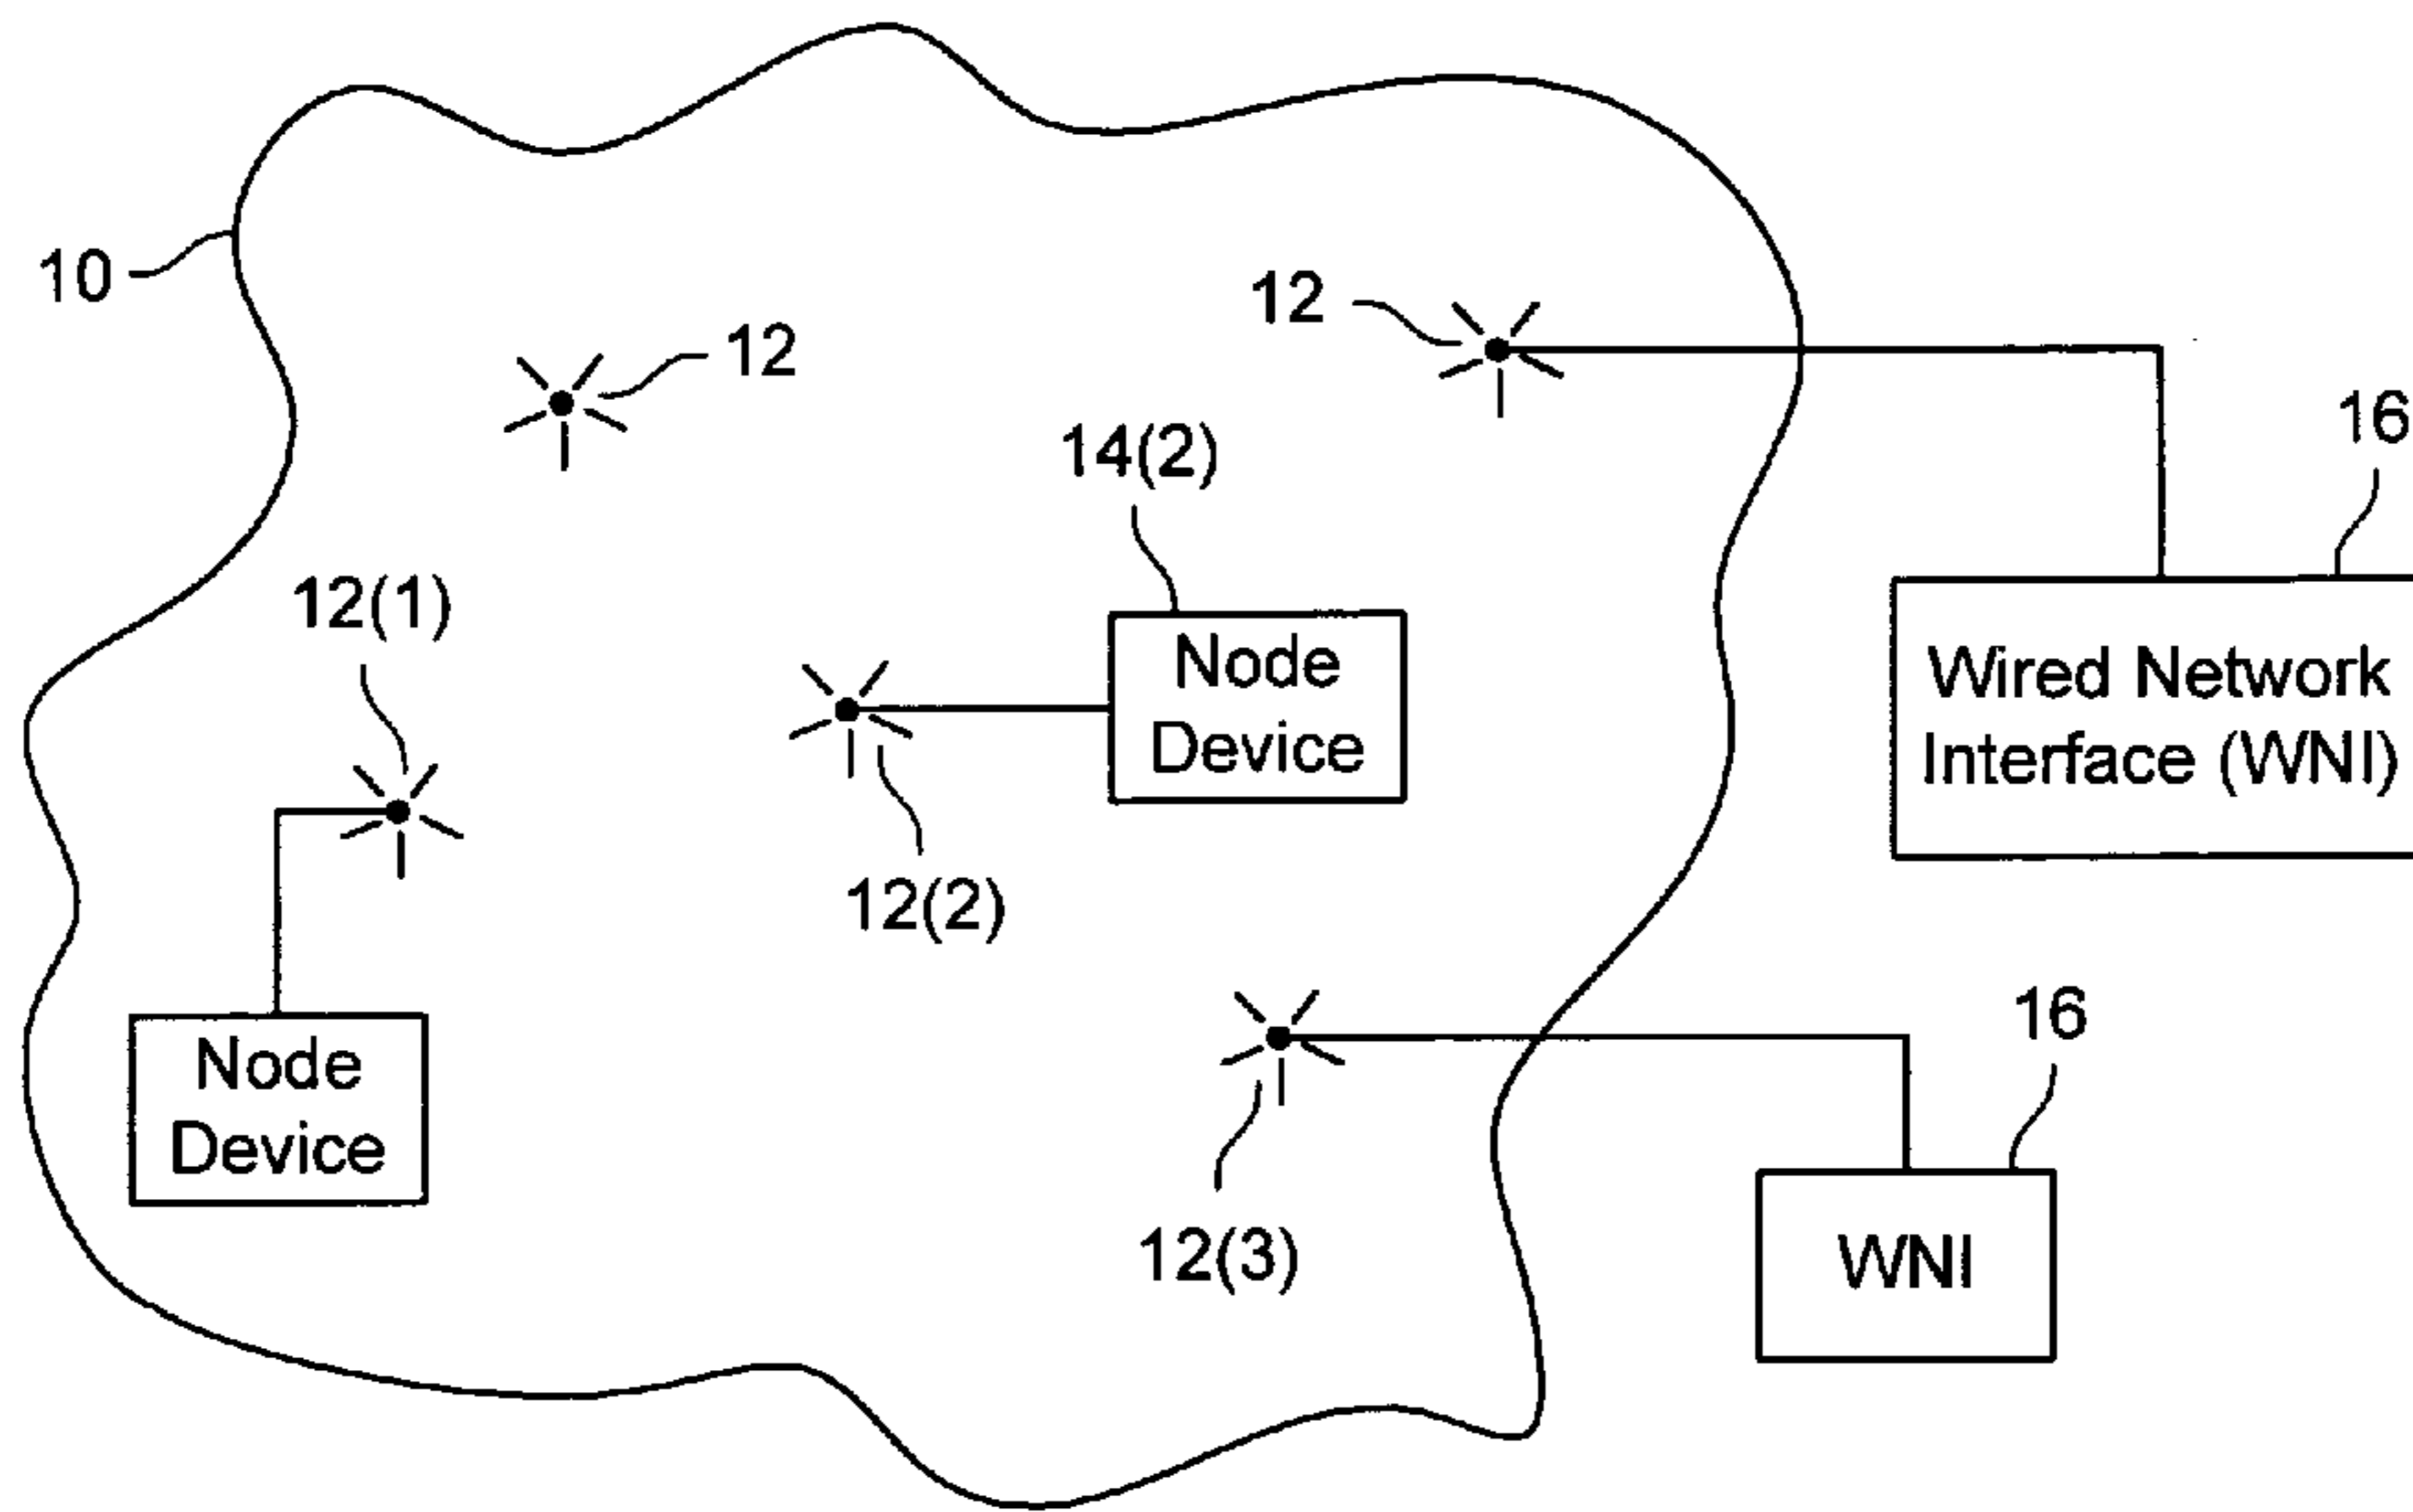 10
12
12
16
14(2)
12(1)
Node
Device
Wired Network
Interface (WNI)
12(2)
16
Node
Device
12(3)
WNI